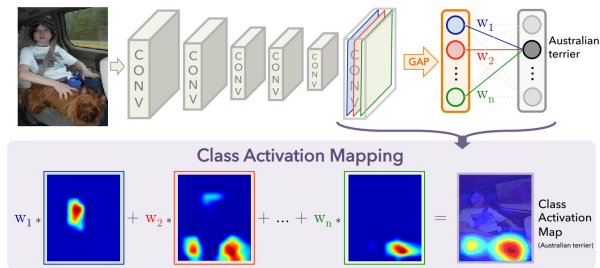 CONV
CONV
CONV
CONV
CONV
CONV
GAP
w1
w2
wn
Australian
terrier
Class Activation Mapping
w1 * + w2 * + ... + wn * =
Class
Activation
Map
(Australian terrier)